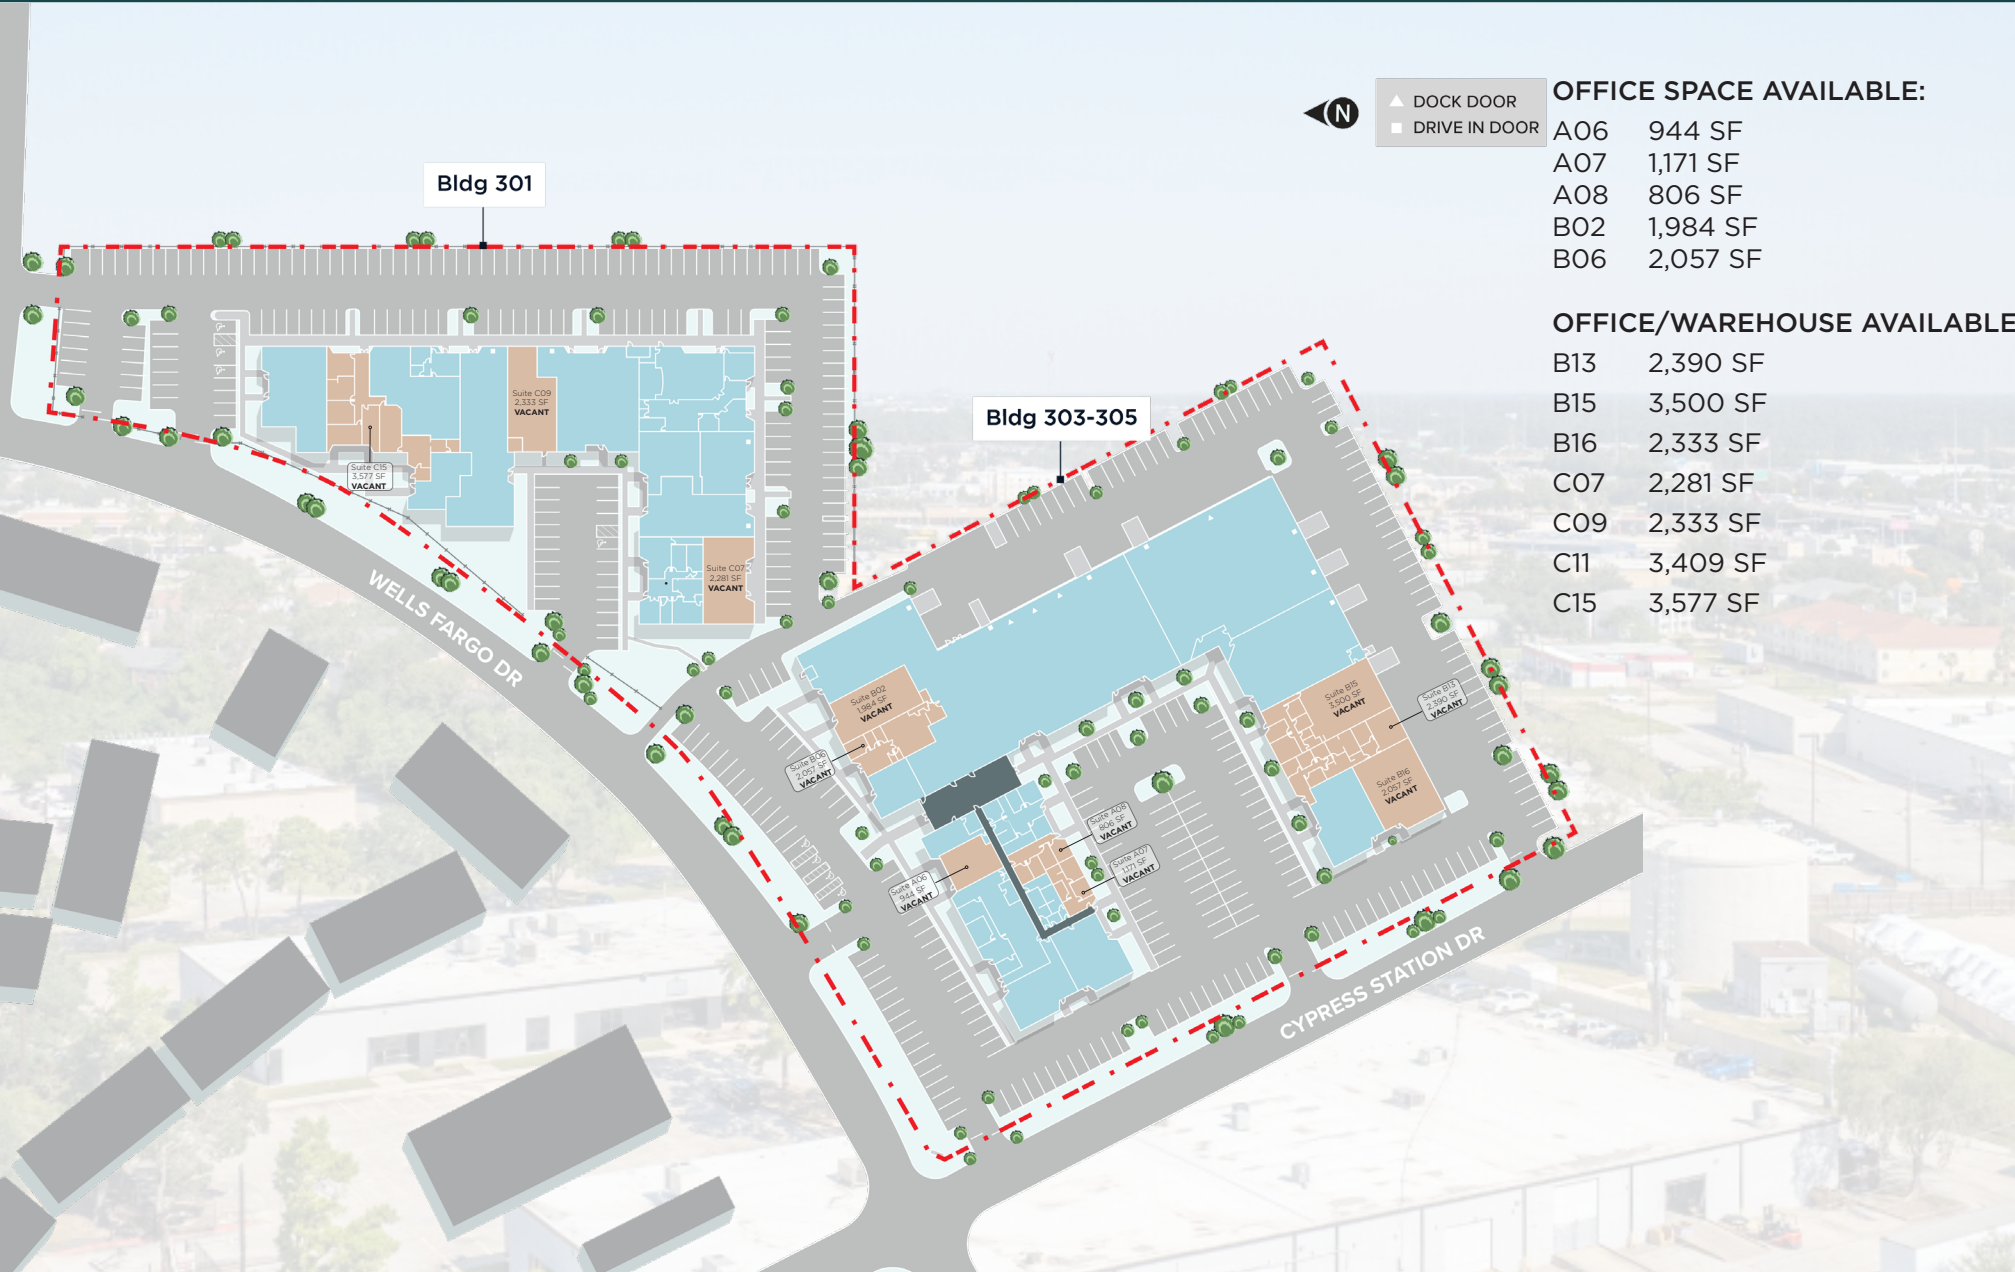 N
DOCK DOOR
DRIVE IN DOOR
OFFICE SPACE AVAILABLE:
A06 944 SF
A07 1,171 SF
A08 806 SF
B02 1,984 SF
B06 2,057 SF
OFFICE/WAREHOUSE AVAILABLE
B13 2,390 SF
B15 3,500 SF
B16 2,333 SF
C07 2,281 SF
C09 2,333 SF
C11 3,409 SF
C15 3,577 SF
Bldg 301
Suite C09
2,333 SF
VACANT
Suite C15
3,577 SF
VACANT
Suite C07
2,281 SF
VACANT
Bldg 303-305
Suite B02
1,984 SF
VACANT
Suite B06
2,057 SF
VACANT
Suite B15
3,500 SF
VACANT
Suite B13
2,390 SF
VACANT
Suite B16
2,057 SF
VACANT
Suite A08
806 SF
VACANT
Suite A07
1,171 SF
VACANT
Suite A06
944 SF
VACANT
WELLS FARGO DR
CYPRESS STATION DR